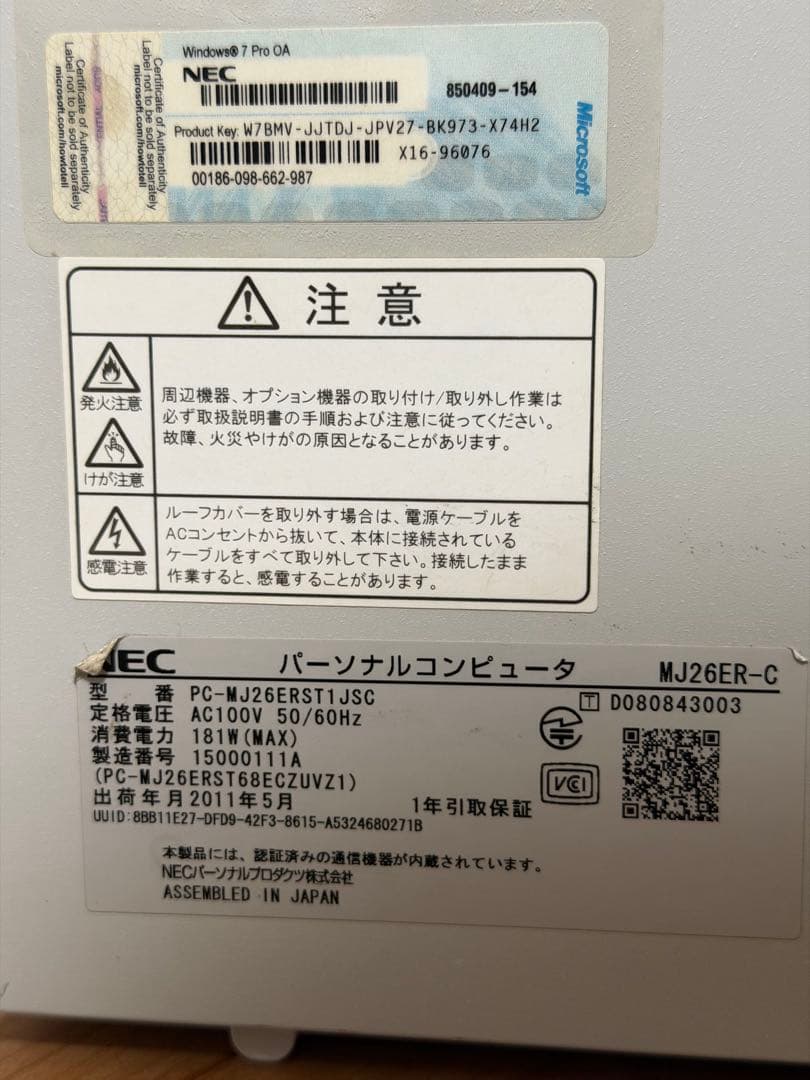 Certificate of Authenticity
Label not to be sold separately
microsoft.com/howtotell
Certificate of Authenticity
Label not to be sold separately
microsoft.com/howtotell
Windows® 7 Pro OA
NEC
850409-154
Product Key: W7BMV-JJTDJ-JPV27-BK973-X74H2
X16-96076
00186-098-662-987
Microsoft
注意
発火注意
けが注意
周辺機器、オプション機器の取り付け/取り外し作業は
必ず取扱説明書の手順および注意に従ってください。
故障、火災やけがの原因となることがあります。
感電注意
ルーフカバーを取り外す場合は、電源ケーブルを
ACコンセントから抜いて、本体に接続されている
ケーブルをすべて取り外して下さい。接続したまま
作業すると、感電することがあります。
NEC パーソナルコンピュータ MJ26ER-C
型番 PC-MJ26ERST1JSC
定格電圧 AC100V 50/60Hz
消費電力 181W(MAX)
製造番号 15000111A
(PC-MJ26ERST68ECZUVZ1)
出荷年月2011年5月
1年引取保証
UUID:8BB11E27-DFD9-42F3-8615-A5324680271B
T D080843003
VCI
本製品には、認証済みの通信機器が内蔵されています。
NECパーソナルプロダクツ株式会社
ASSEMBLED IN JAPAN